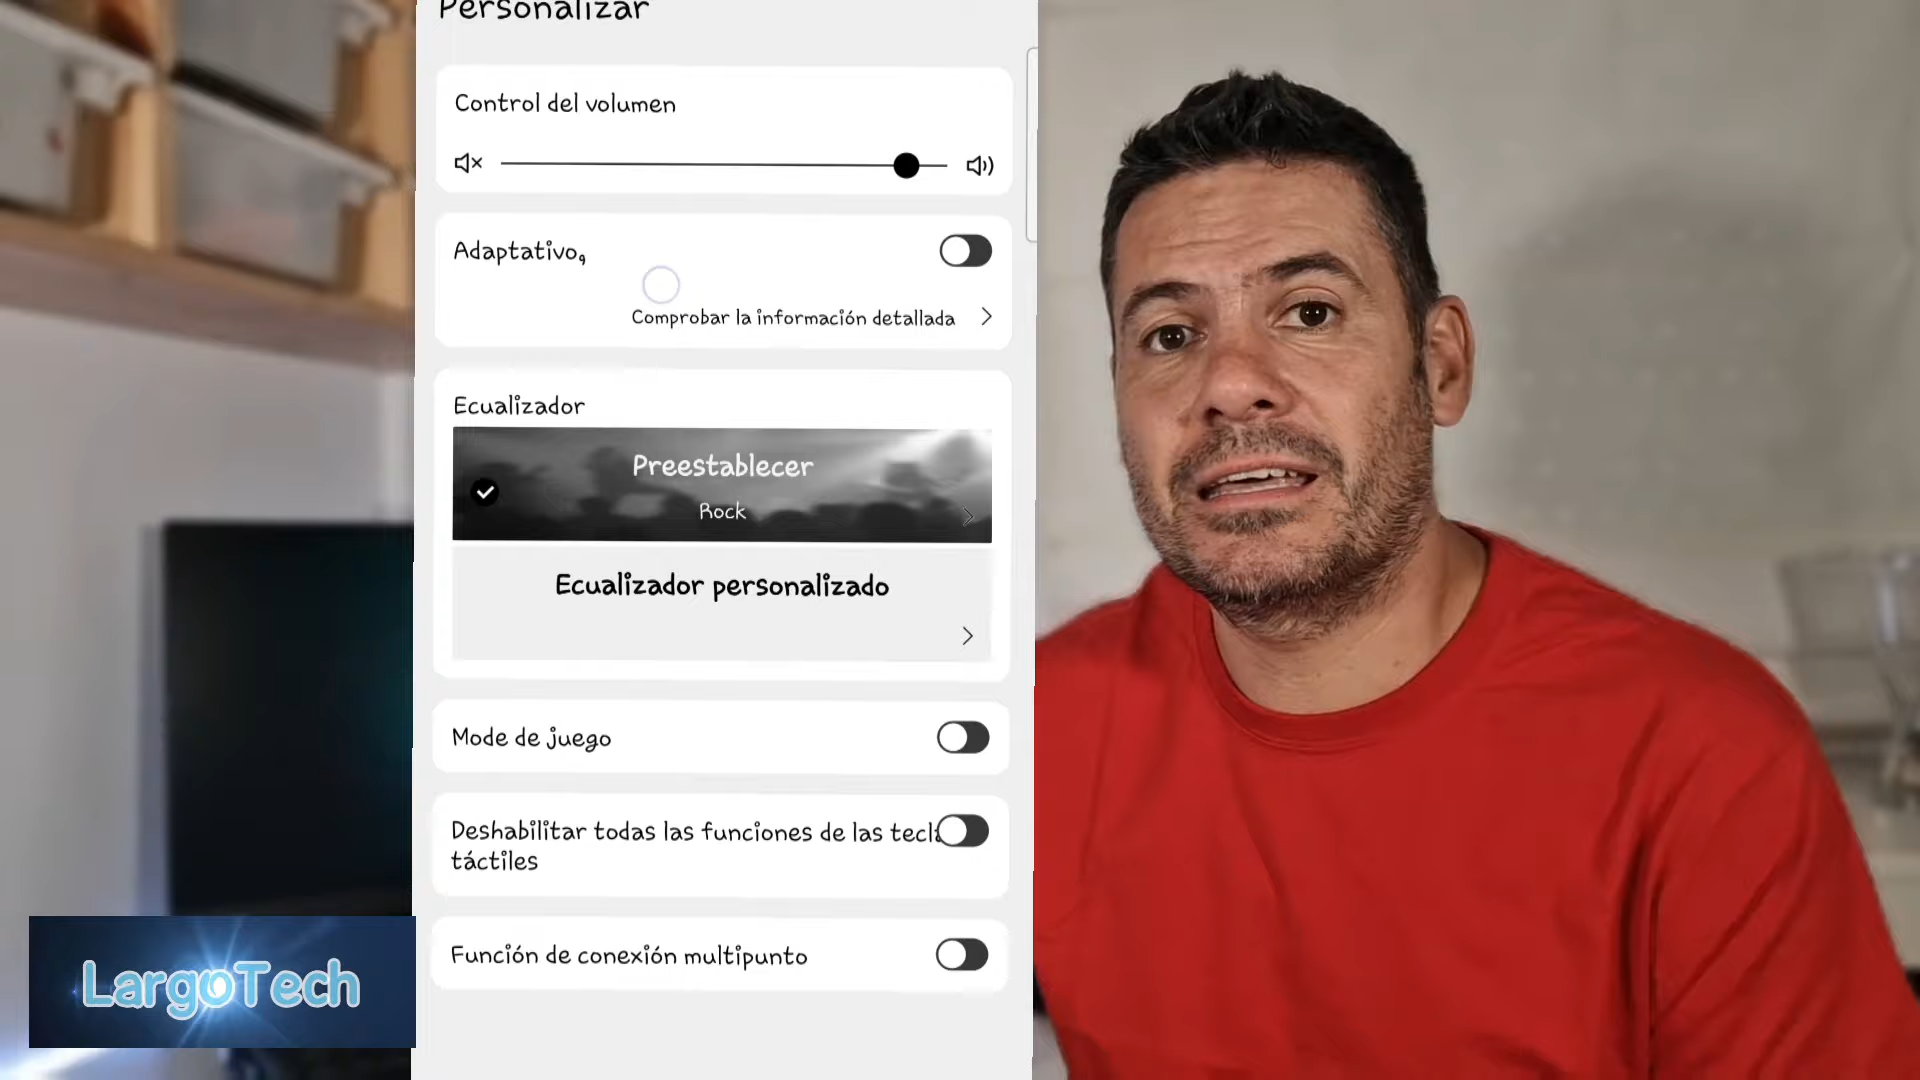 Personalizar
Control del volumen
Adaptativo,
Comprobar la información detallada
Ecualizador
Preestablecer
Rock
Ecualizador personalizado
Mode de juego
Deshabilitar todas las funciones de las
táctiles
Función de conexión multipunto
LargoTech